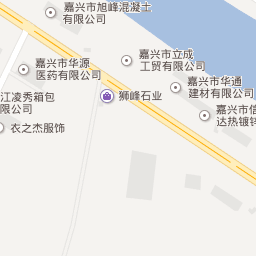 嘉兴市旭峰混凝土
有限公司
嘉兴市立成
工贸有限公司
嘉兴市华源
医药有限公司
嘉兴市华通
建材有限公司
江凌秀箱包
有限公司
狮峰石业
嘉兴市信
达热镀锌
衣之杰服饰